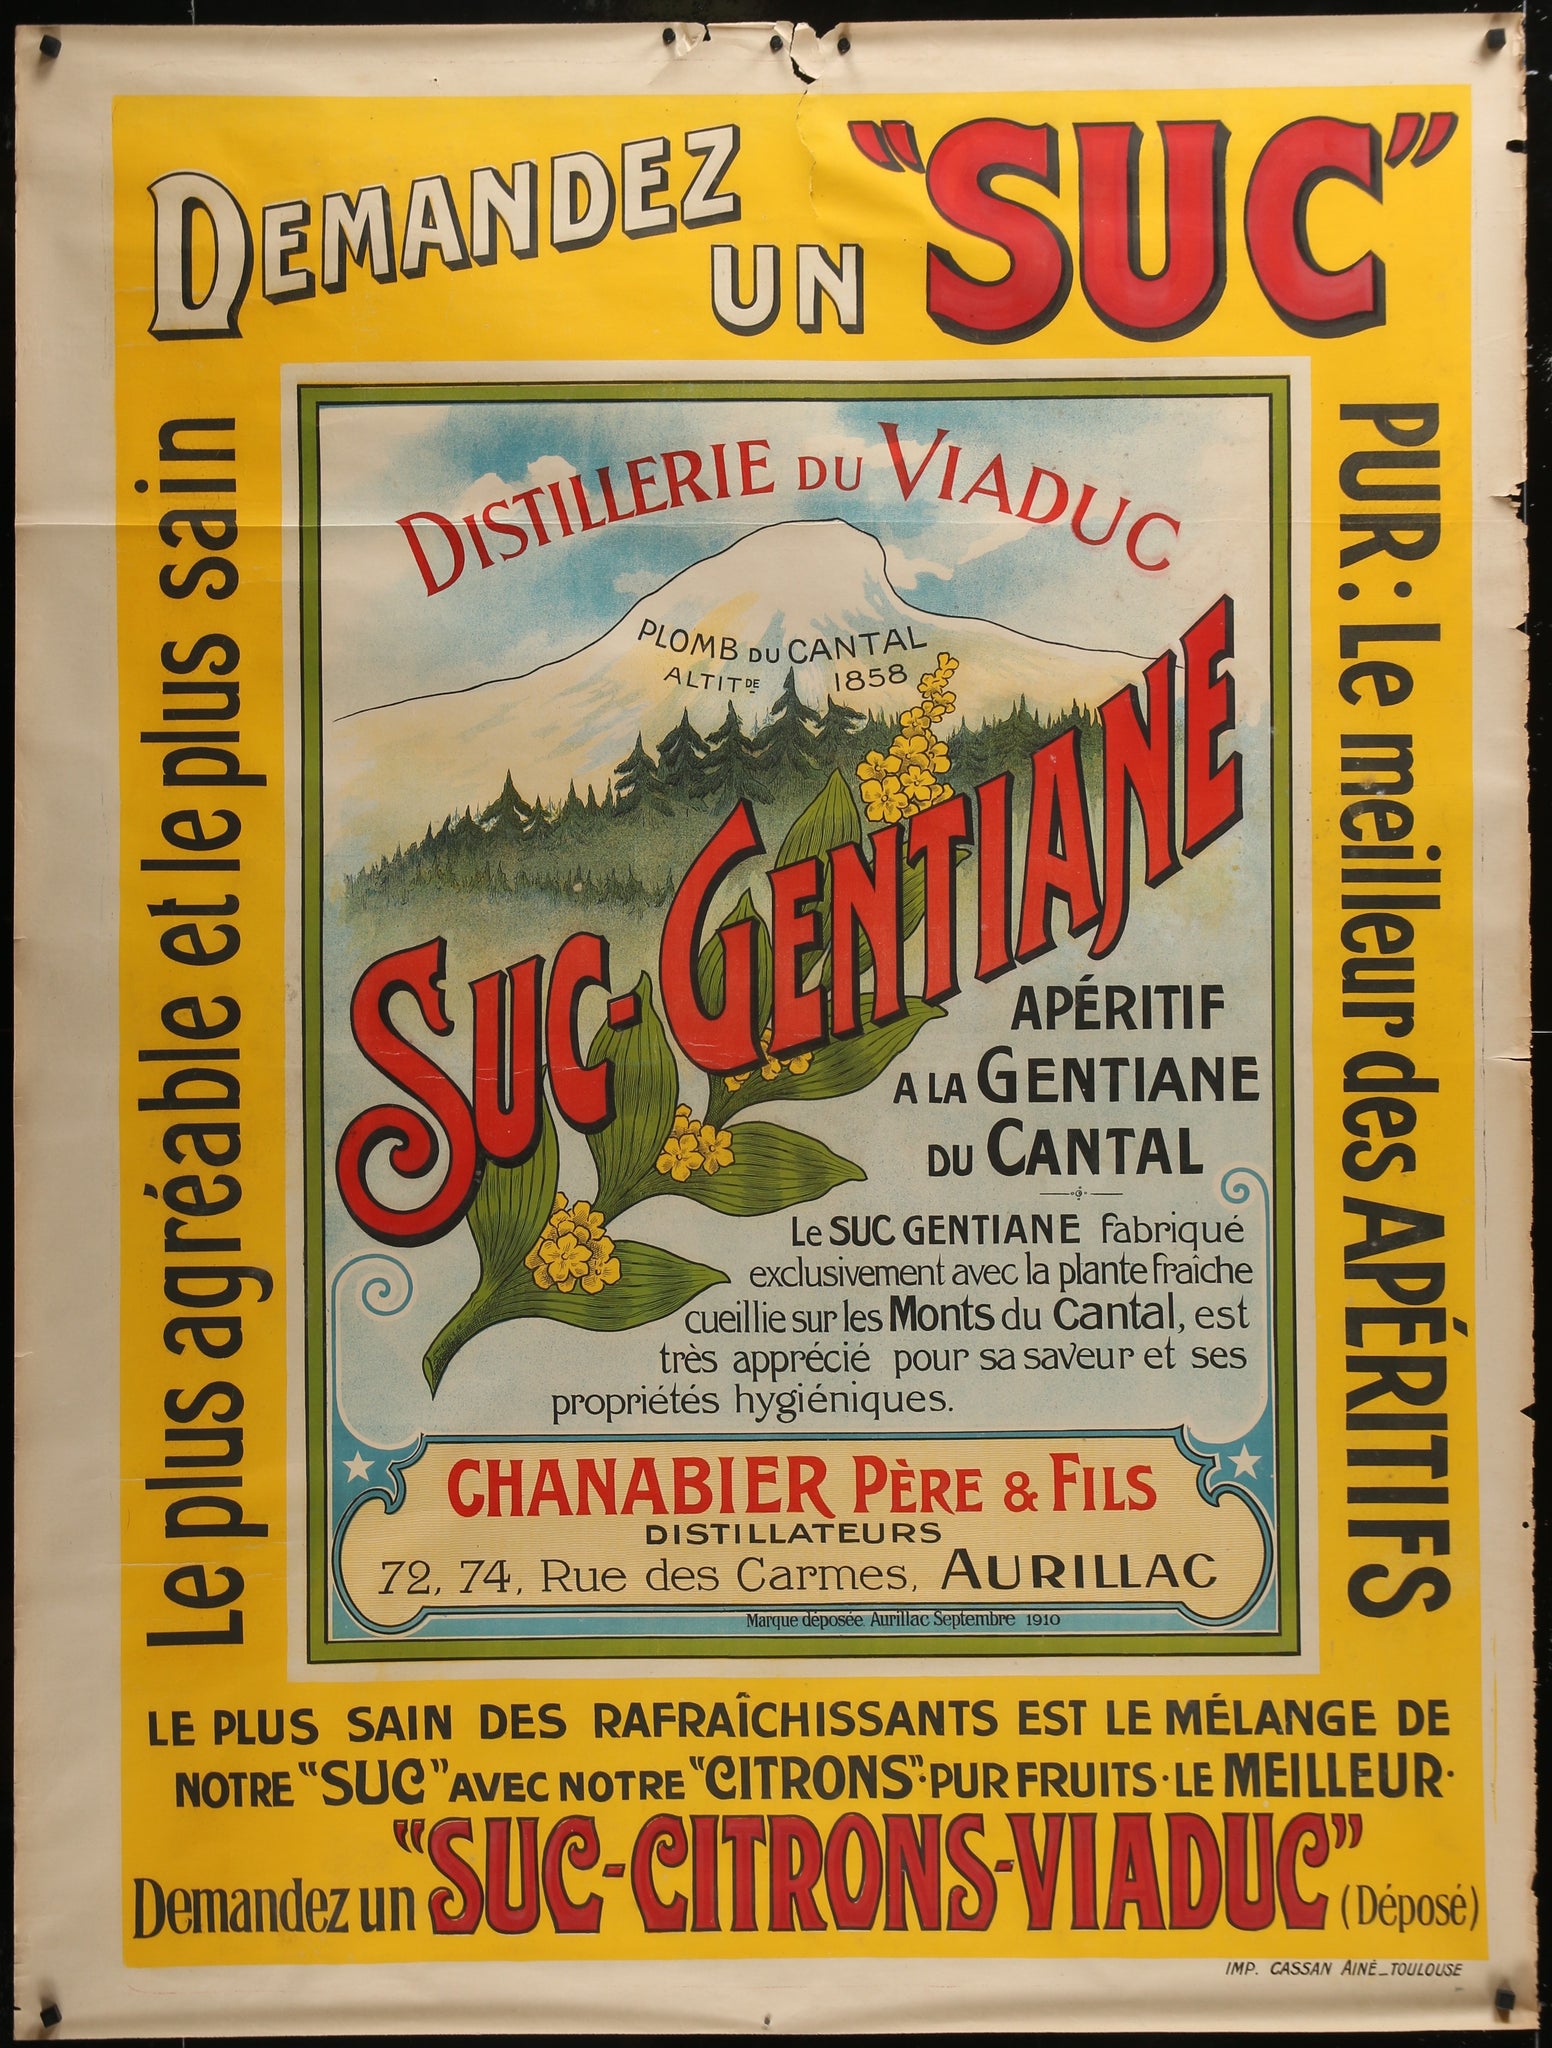 DEMANDEZ
UN "SUC"
Le plus agréable et le plus sain
PUR: Le meilleur des APÉRITIFS
DISTILLERIE DU VIADUC
PLOMB DU CANTAL
ALTIT DE 1858
SUC-GENTIANE
APÉRITIF
A LA GENTIANE
DU CANTAL
Le SUC GENTIANE fabriqué
exclusivement avec la plante fraîche
cueillie sur les Monts du Cantal, est
très apprécié pour sa saveur et ses
propriétés hygiéniques.
CHANABIER PÈRE & FILS
DISTILLATEURS
72, 74, Rue des Carmes, AURILLAC
Marque déposée Aurillac Septembre 1910
LE PLUS SAIN DES RAFRAÎCHISSANTS EST LE MÉLANGE DE
NOTRE "SUC" AVEC NOTRE "CITRONS"·PUR FRUITS·LE MEILLEUR·
Demandez un "SUC-CITRONS-VIADUC" (Déposé)
IMP. CASSAN AINÉ_TOULOUSE